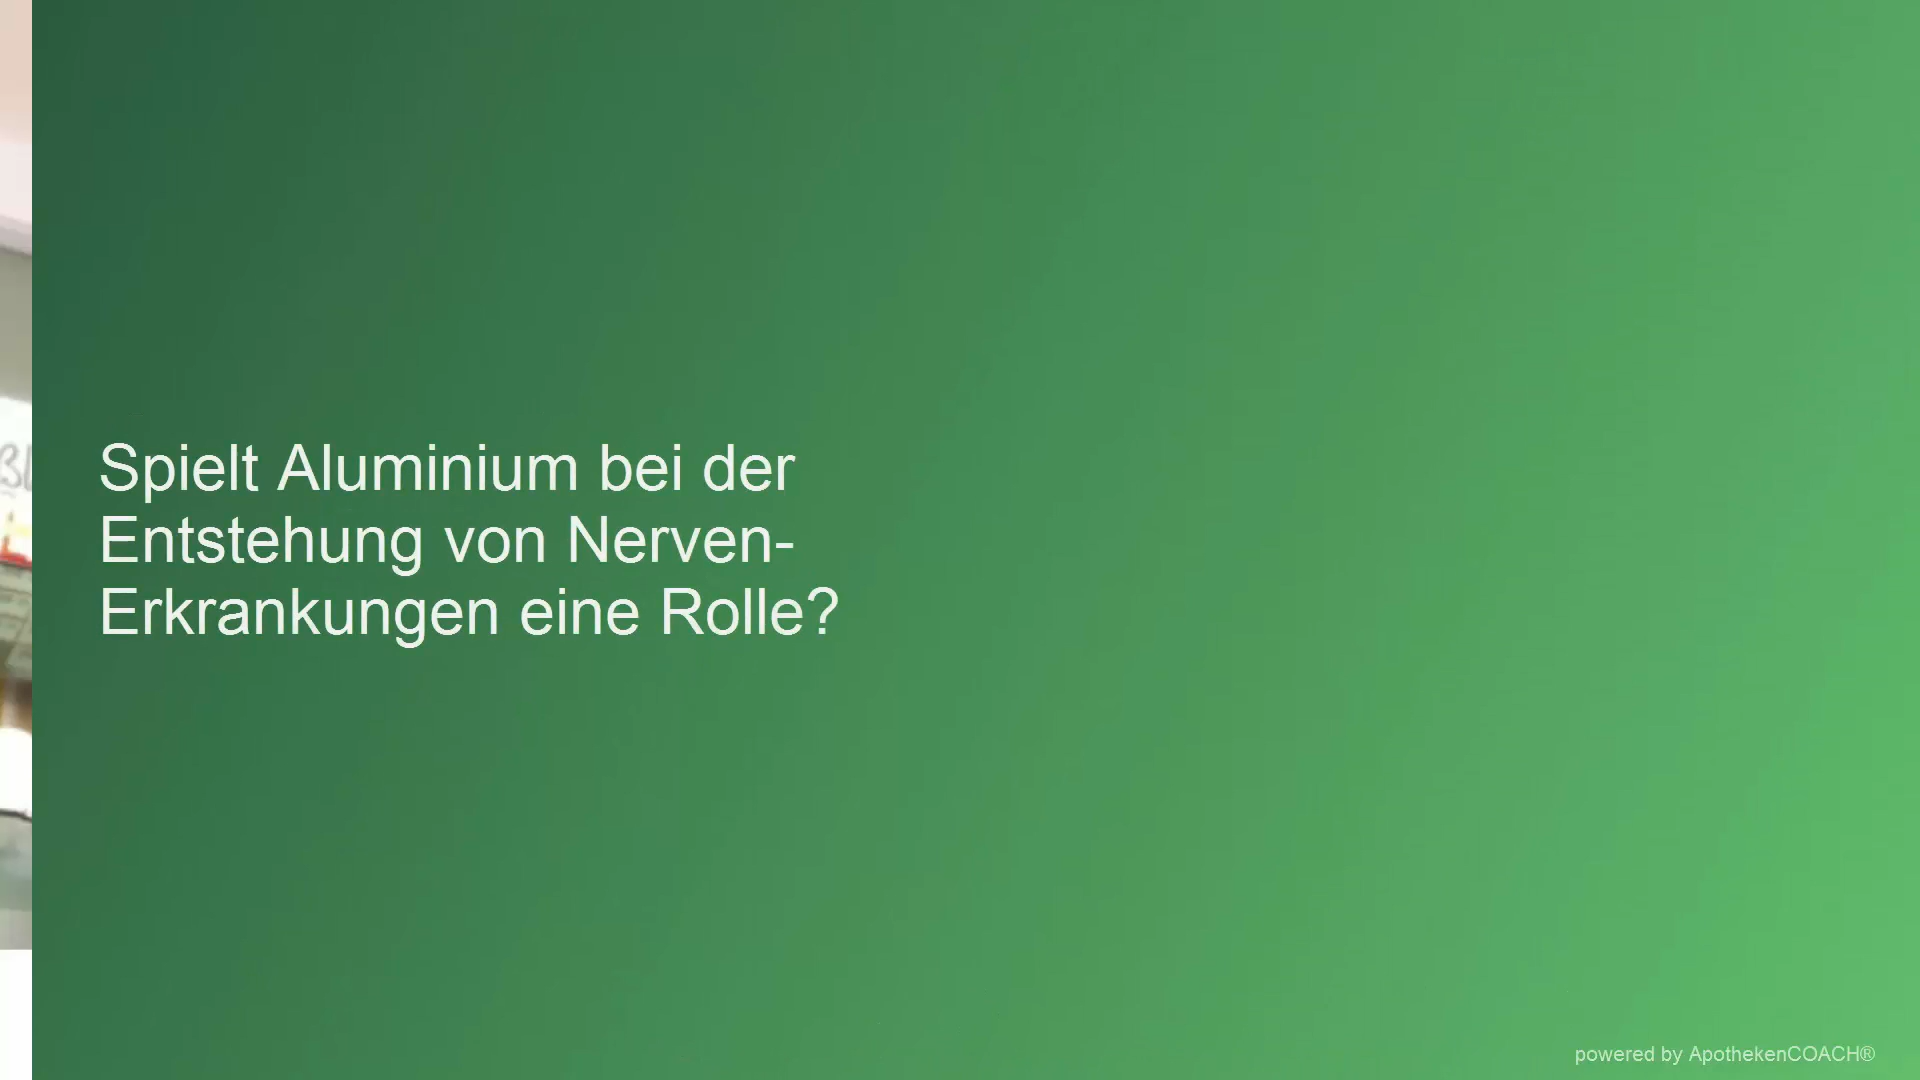 Spielt Aluminium bei der
Entstehung von Nerven-
Erkrankungen eine Rolle?
powered by ApothekenCOACH®